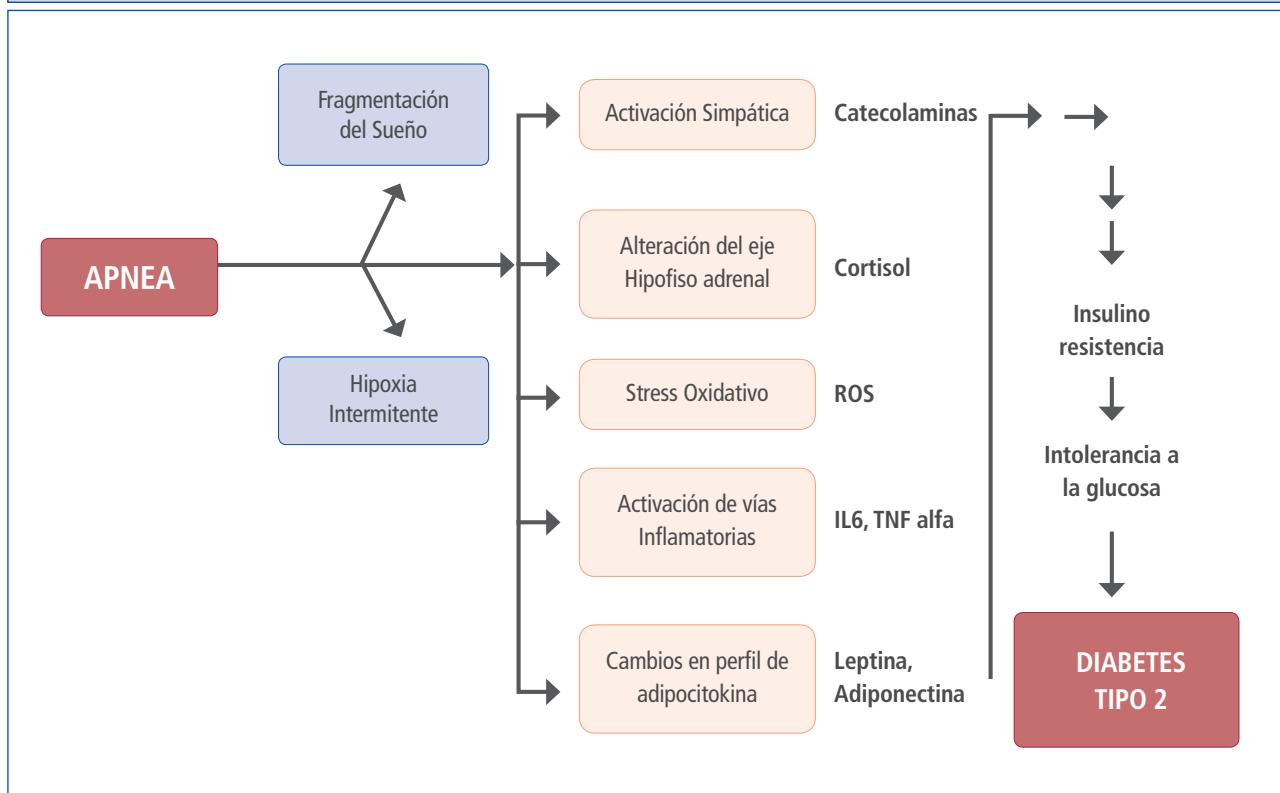 Fragmentación
del Sueño
APNEA
Hipoxia
Intermitente
Activación Simpática
Catecolaminas
Alteración del eje
Hipofiso adrenal
Cortisol
Stress Oxidativo
ROS
Activación de vías
Inflamatorias
IL6, TNF alfa
Cambios en perfil de
adipocitokina
Leptina,
Adiponectina
Insulino
resistencia
Intolerancia a
la glucosa
DIABETES
TIPO 2